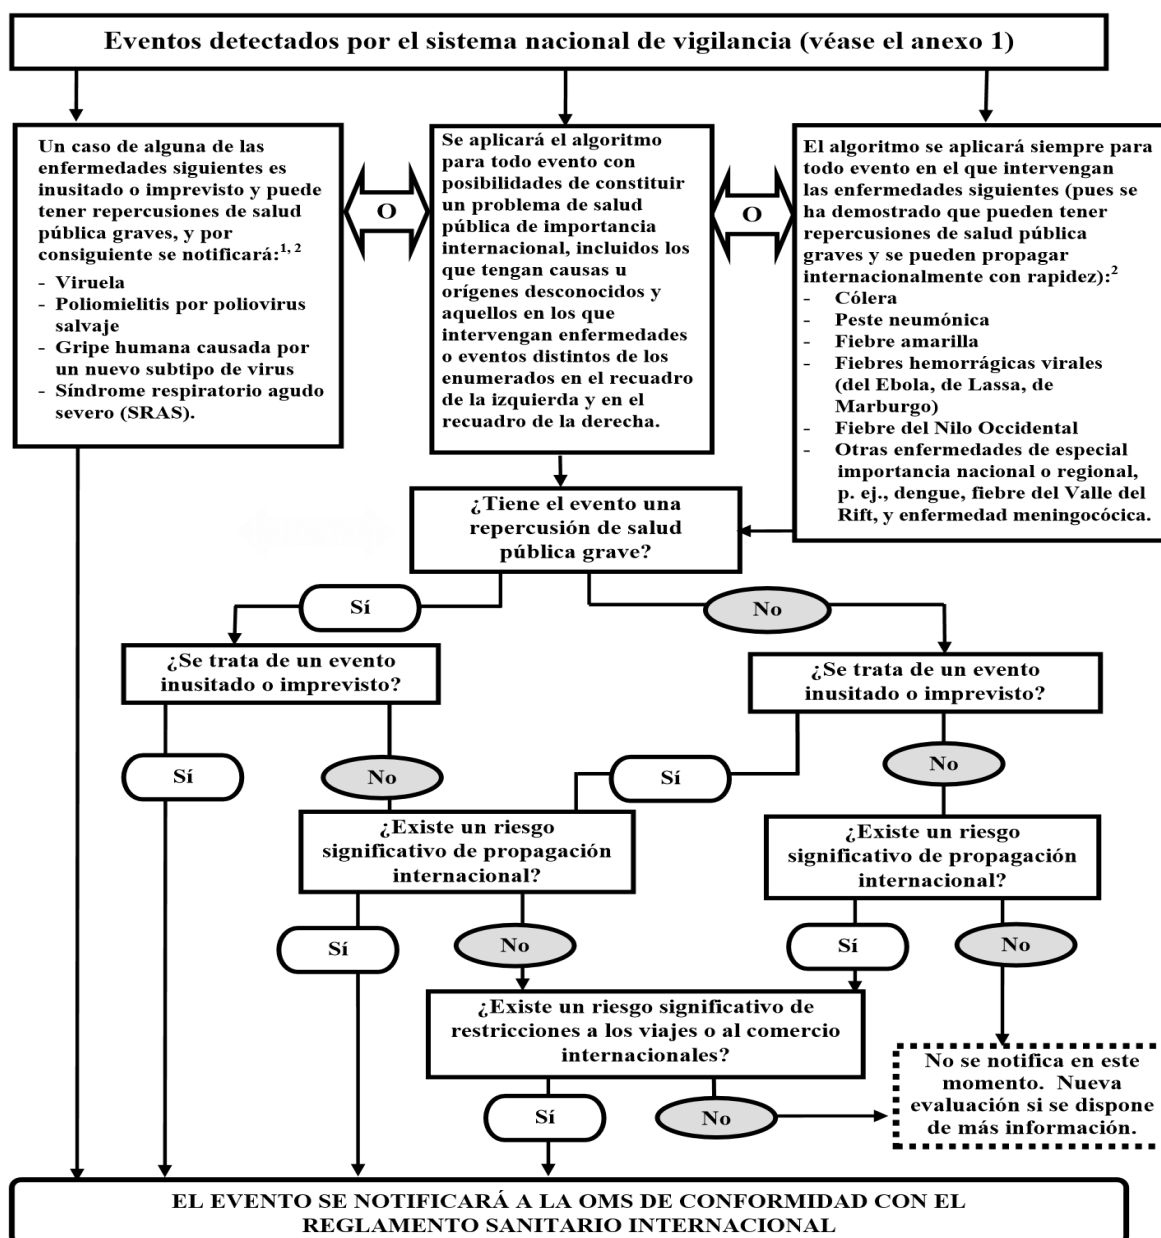 Eventos detectados por el sistema nacional de vigilancia (véase el anexo 1)
Un caso de alguna de las
enfermedades siguientes es
inusitado o imprevisto y puede
tener repercusiones de salud
pública graves, y por
consiguiente se notificará:1, 2
- Viruela
- Poliomielitis por poliovirus
salvaje
- Gripe humana causada por
un nuevo subtipo de virus
- Síndrome respiratorio agudo
severo (SRAS).
O
Se aplicará el algoritmo
para todo evento con
posibilidades de constituir
un problema de salud
pública de importancia
internacional, incluidos los
que tengan causas u
orígenes desconocidos y
aquellos en los que
intervengan enfermedades
o eventos distintos de los
enumerados en el recuadro
de la izquierda y en el
recuadro de la derecha.
O
El algoritmo se aplicará siempre para
todo evento en el que intervengan
las enfermedades siguientes (pues se
ha demostrado que pueden tener
repercusiones de salud pública
graves y se pueden propagar
internacionalmente con rapidez):2
- Cólera
- Peste neumónica
- Fiebre amarilla
- Fiebres hemorrágicas virales
(del Ebola, de Lassa, de
Marburgo)
- Fiebre del Nilo Occidental
- Otras enfermedades de especial
importancia nacional o regional,
p. ej., dengue, fiebre del Valle del
Rift, y enfermedad meningocócica.
¿Tiene el evento una
repercusión de salud
pública grave?
Sí
No
¿Se trata de un evento
inusitado o imprevisto?
¿Se trata de un evento
inusitado o imprevisto?
Sí
No
Sí
No
¿Existe un riesgo
significativo de propagación
internacional?
¿Existe un riesgo
significativo de propagación
internacional?
Sí
No
Sí
No
¿Existe un riesgo significativo de
restricciones a los viajes o al comercio
internacionales?
No se notifica en este
momento. Nueva
evaluación si se dispone
de más información.
Sí
No
EL EVENTO SE NOTIFICARÁ A LA OMS DE CONFORMIDAD CON EL
REGLAMENTO SANITARIO INTERNACIONAL